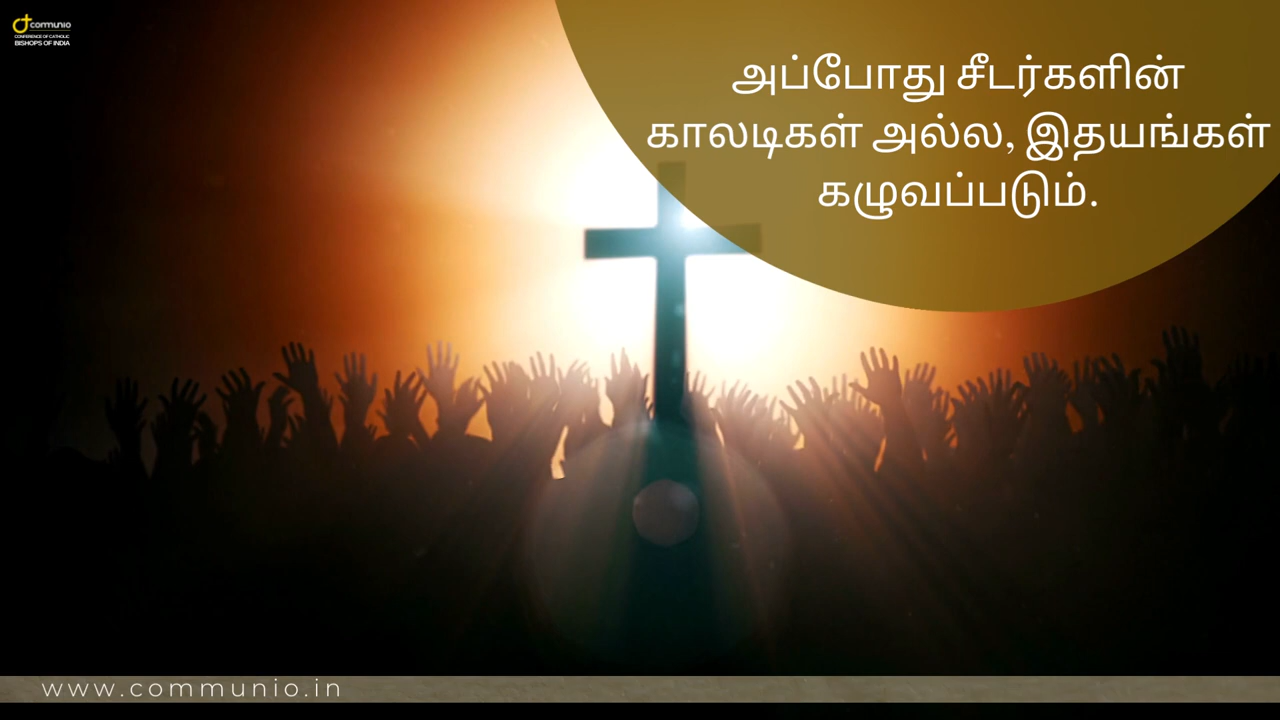 communio
CONFERENCE OF CATHOLIC
BISHOPS OF INDIA
அப்போது சீடர்களின்
காலடிகள் அல்ல, இதயங்கள்
கழுவப்படும்.
www.communio.in